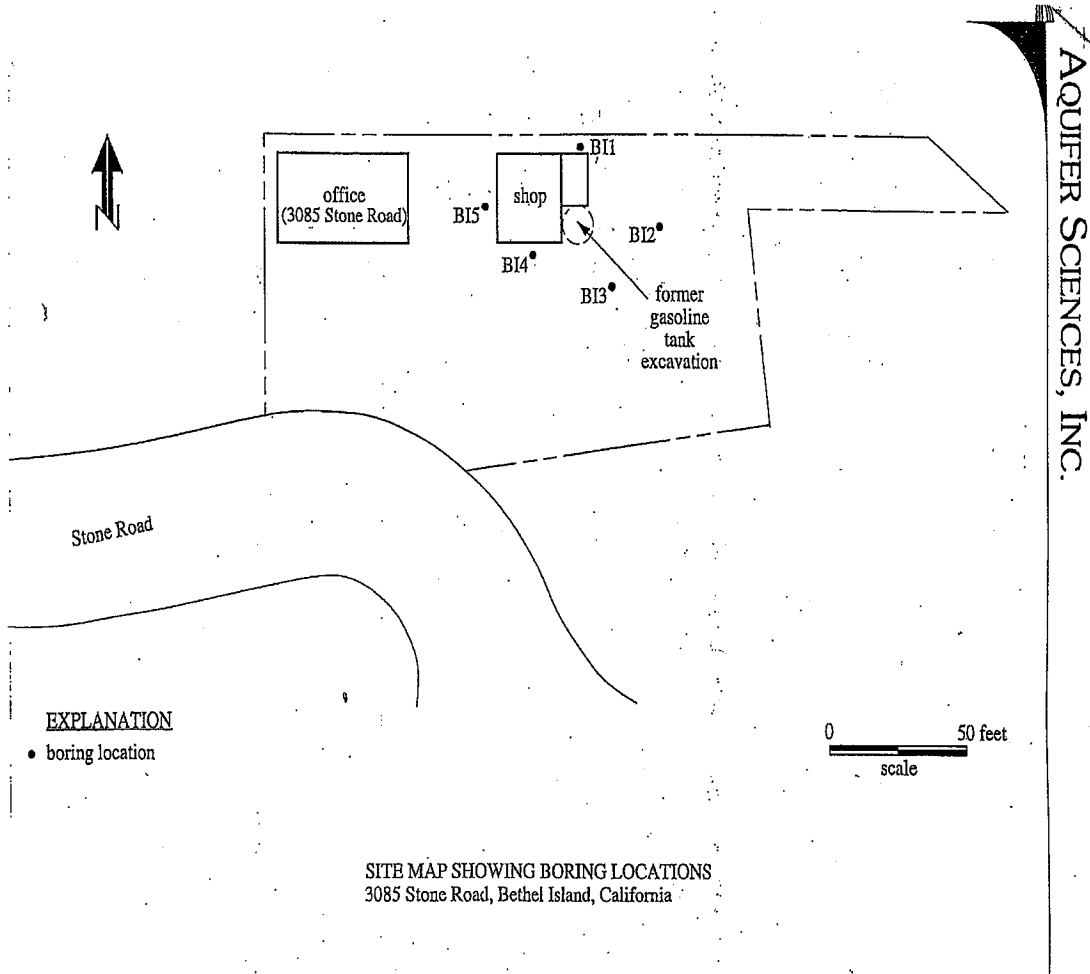 AQUIFER SCIENCES, INC.
N
BI1
office
(3085 Stone Road)
shop
BI5
BI2
BI4
BI3
former
gasoline
tank
excavation
Stone Road
EXPLANATION
• boring location
0 50 feet
scale
SITE MAP SHOWING BORING LOCATIONS
3085 Stone Road, Bethel Island, California